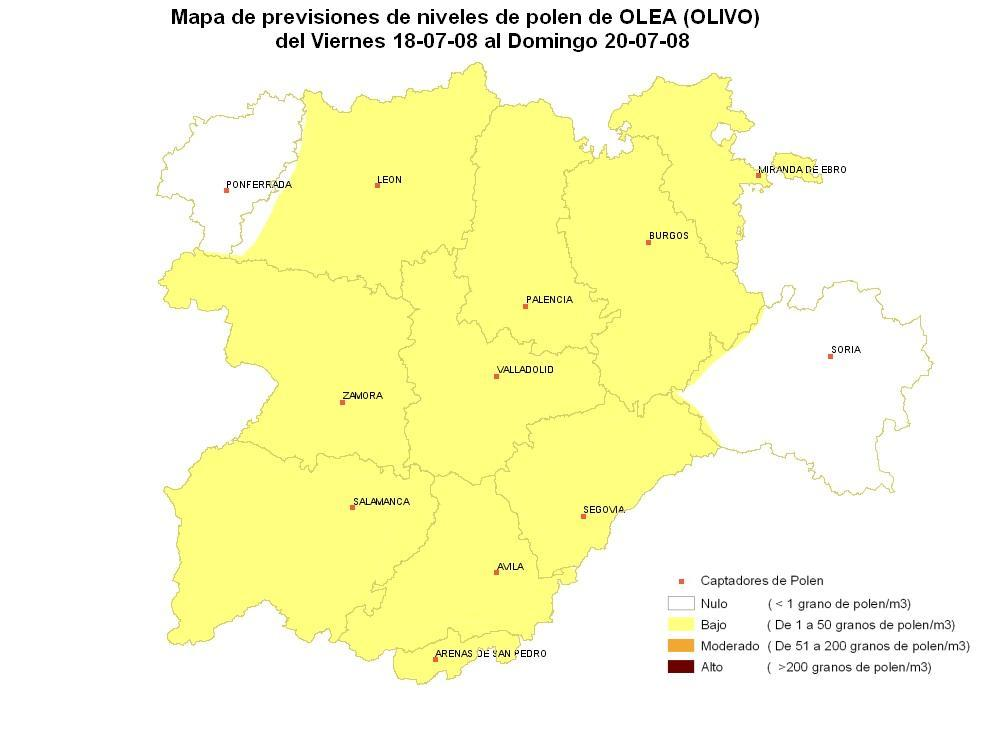 Mapa de previsiones de niveles de polen de OLEA (OLIVO)
del Viernes 18-07-08 al Domingo 20-07-08
PONFERRADA
LEON
MIRANDA DE EBRO
BURGOS
PALENCIA
SORIA
VALLADOLID
ZAMORA
SALAMANCA
SEGOVIA
AVILA
ARENAS DE SAN PEDRO
Captadores de Polen
Nulo ( < 1 grano de polen/m3)
Bajo ( De 1 a 50 granos de polen/m3)
Moderado ( De 51 a 200 granos de polen/m3)
Alto ( >200 granos de polen/m3)